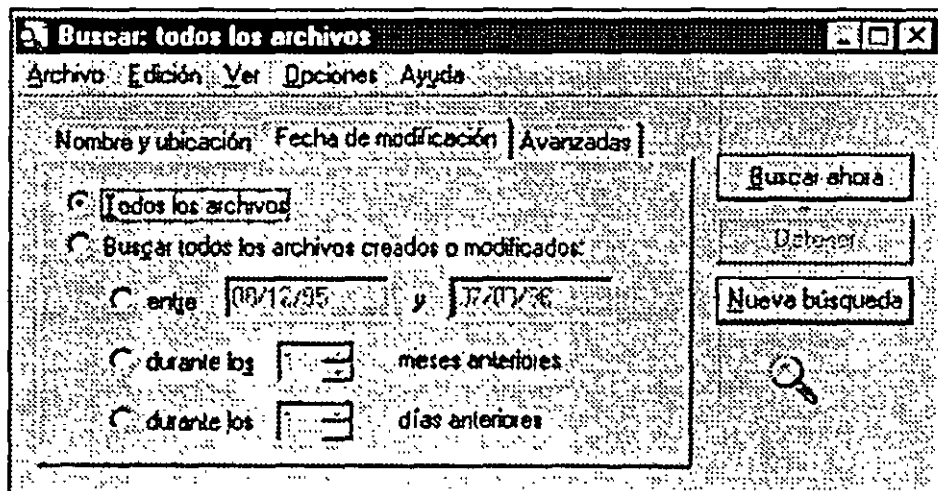 Buscar: todos los archivos
Archivo Edición Ver Opciones Ayuda
Nombre y ubicación Fecha de modificación Avanzadas
Todos los archivos
Buscar todos los archivos creados o modificados:
entre y
durante los meses anteriores
durante los días anteriores
Buscar ahora
Detener
Nueva búsqueda